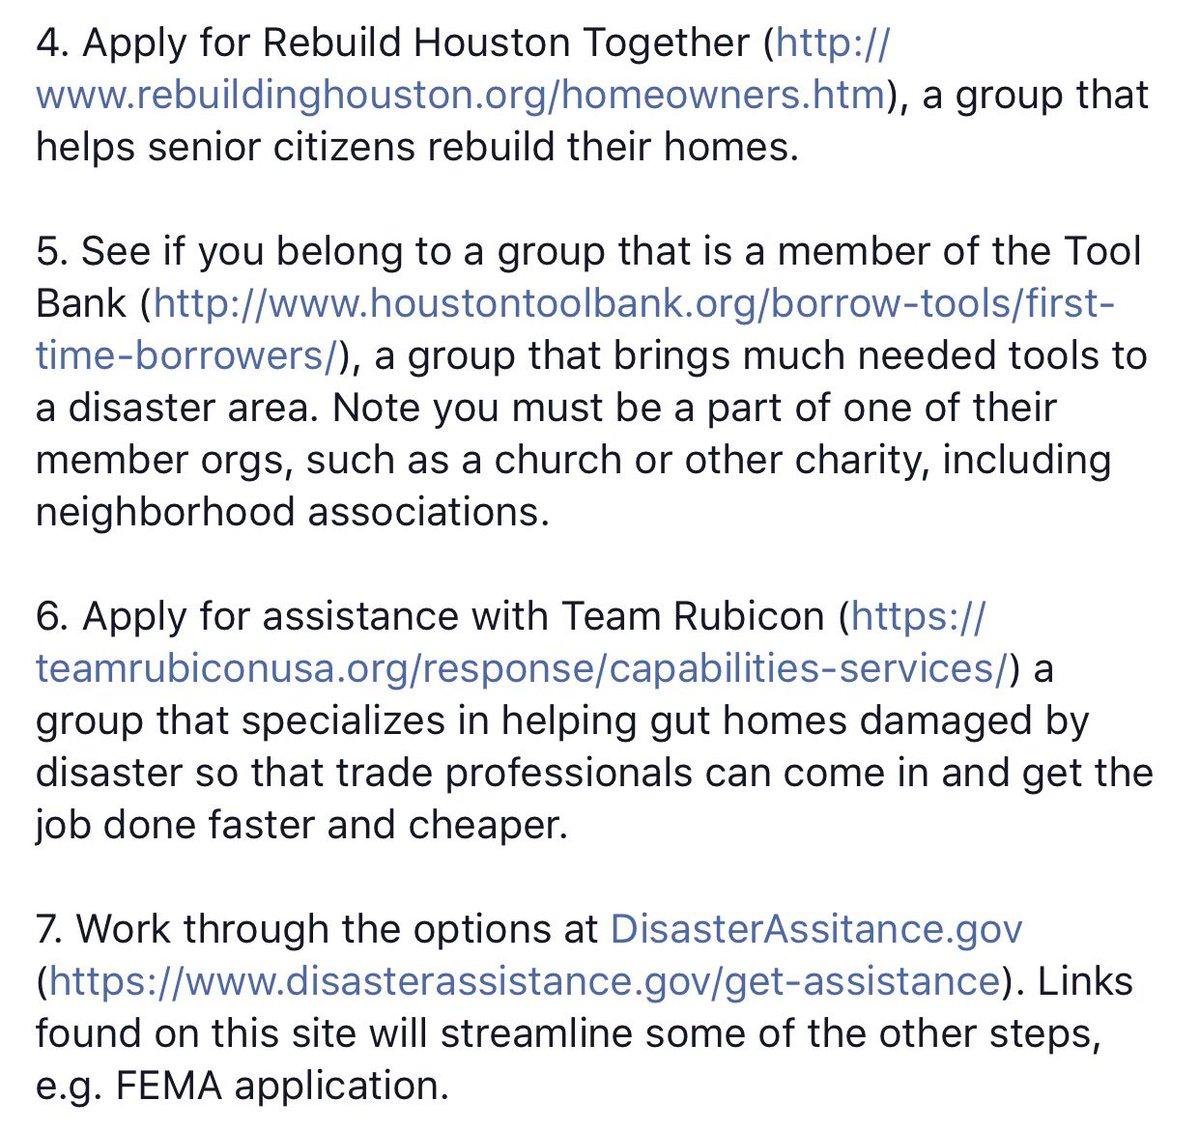 4. Apply for Rebuild Houston Together (http://
www.rebuildinghouston.org/homeowners.htm), a group that
helps senior citizens rebuild their homes.
5. See if you belong to a group that is a member of the Tool
Bank (http://www.houstontoolbank.org/borrow-tools/first-
time-borrowers/), a group that brings much needed tools to
a disaster area. Note you must be a part of one of their
member orgs, such as a church or other charity, including
neighborhood associations.
6. Apply for assistance with Team Rubicon (https://
teamrubiconusa.org/response/capabilities-services/) a
group that specializes in helping gut homes damaged by
disaster so that trade professionals can come in and get the
job done faster and cheaper.
7. Work through the options at DisasterAssitance.gov
(https://www.disasterassistance.gov/get-assistance). Links
found on this site will streamline some of the other steps,
e.g. FEMA application.